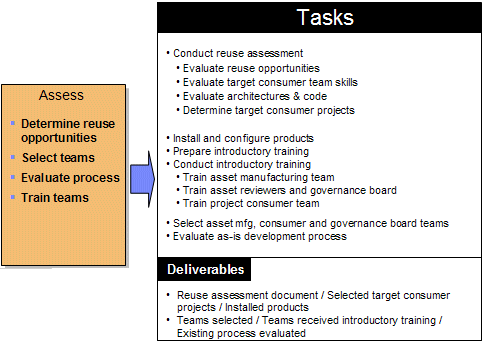 Assess
▪ Determine reuse
opportunities
▪ Select teams
▪ Evaluate process
▪ Train teams
Tasks
• Conduct reuse assessment
• Evaluate reuse opportunities
• Evaluate target consumer team skills
• Evaluate architectures & code
• Determine target consumer projects
• Install and configure products
• Prepare introductory training
• Conduct introductory training
• Train asset manufacturing team
• Train asset reviewers and governance board
• Train project consumer team
• Select asset mfg, consumer and governance board teams
• Evaluate as-is development process
Deliverables
• Reuse assessment document / Selected target consumer
projects / Installed products
• Teams selected / Teams received introductory training /
Existing process evaluated